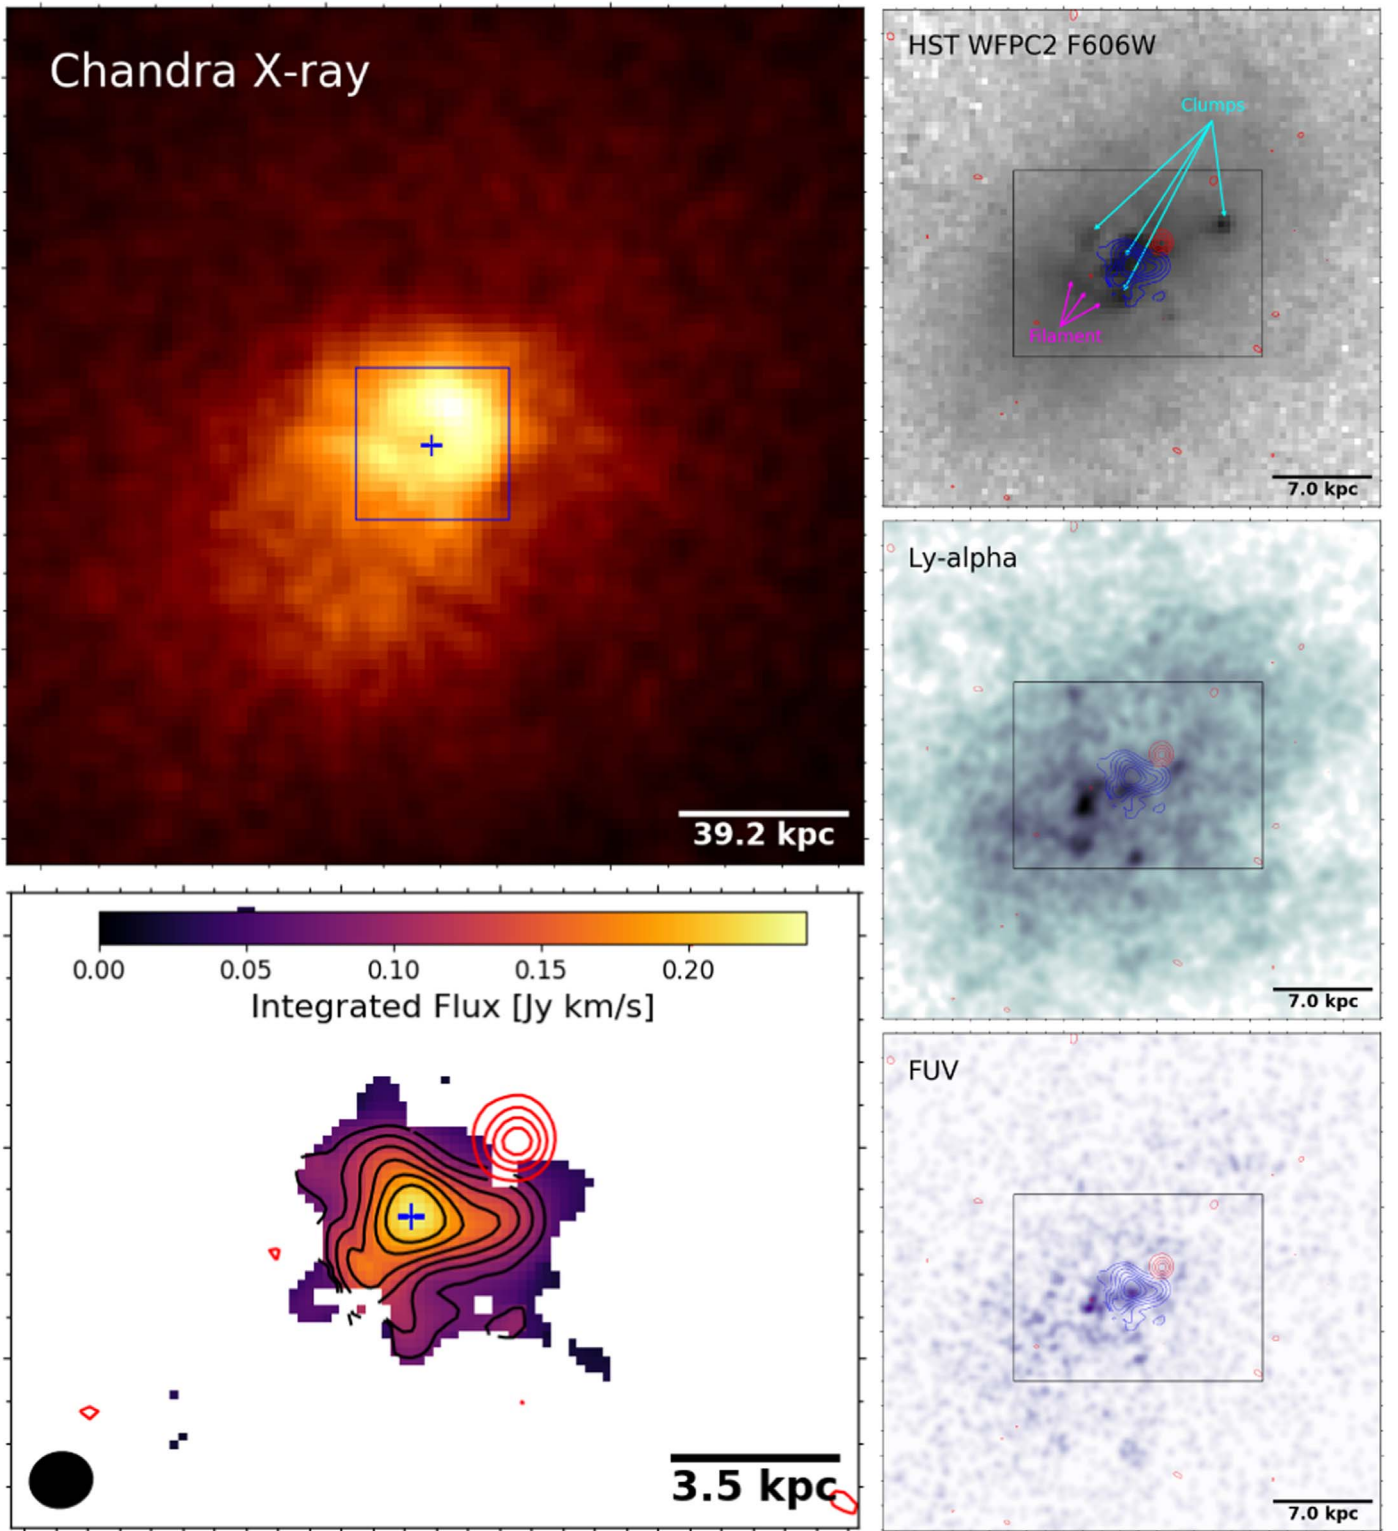 Chandra X-ray
39.2 kpc
0.00 0.05 0.10 0.15 0.20
Integrated Flux [Jy km/s]
3.5 kpc
HST WFPC2 F606W
Clumps
Filament
7.0 kpc
Ly-alpha
7.0 kpc
FUV
7.0 kpc